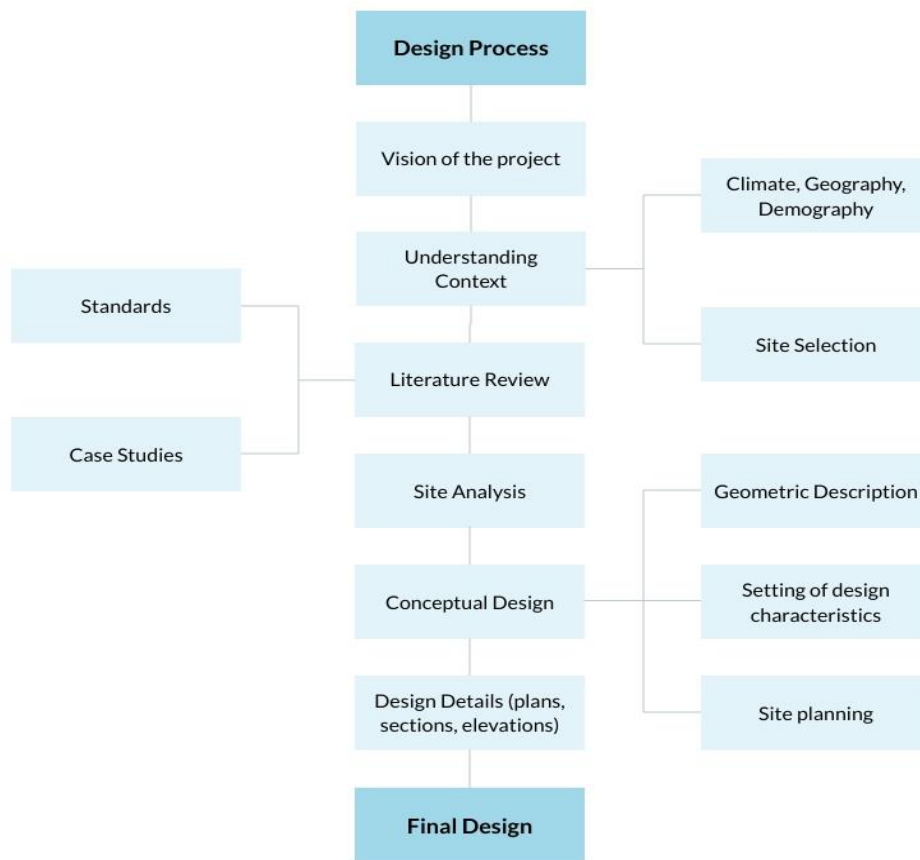 Design Process
Vision of the project
Climate, Geography,
Demography
Understanding
Context
Standards
Site Selection
Literature Review
Case Studies
Site Analysis
Geometric Description
Conceptual Design
Setting of design
characteristics
Design Details (plans,
sections, elevations)
Site planning
Final Design